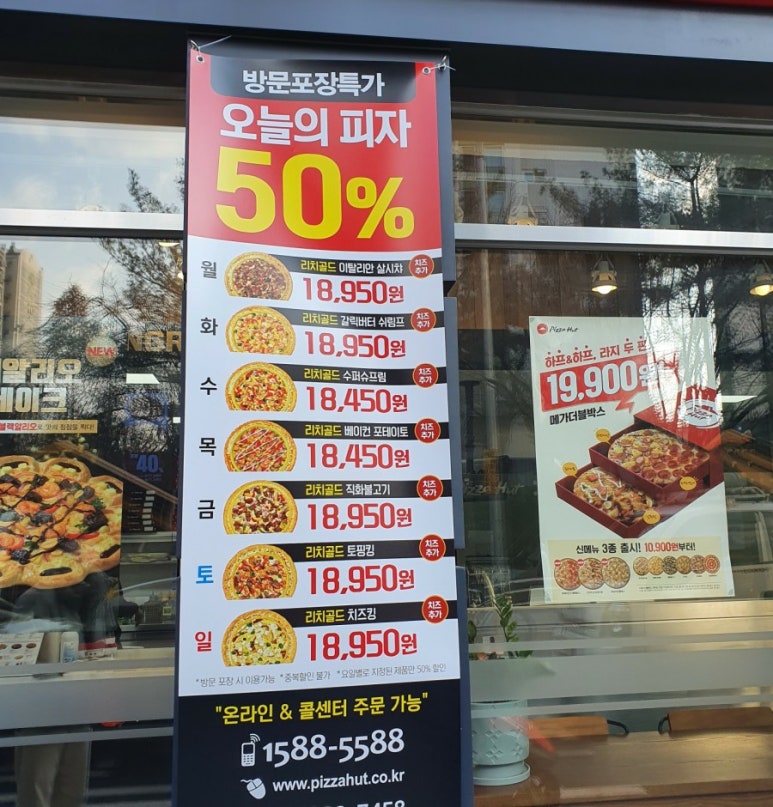 방문포장특가
오늘의 피자
50%
월 리치골드 이탈리안 살시챠 치즈추가
18,950원
화 리치골드 갈릭버터 쉬림프 치즈추가
18,950원
수 리치골드 수퍼슈프림 치즈추가
18,450원
목 리치골드 베이컨 포테이토 치즈추가
18,450원
금 리치골드 직화불고기 치즈추가
18,950원
토 리치골드 토핑킹 치즈추가
18,950원
일 리치골드 치즈킹 치즈추가
18,950원
*방문 포장 시 이용가능 *중복할인 불가 *요일별로 지정된 제품만 50% 할인
"온라인 & 콜센터 주문 가능"
1588-5588
www.pizzahut.co.kr
NEW
알리오
테이크
40
Pizza Hut
하프&하프, 라지 두 판
19,900원
메가더블박스
신메뉴 3종 출시! 10,900원부터!